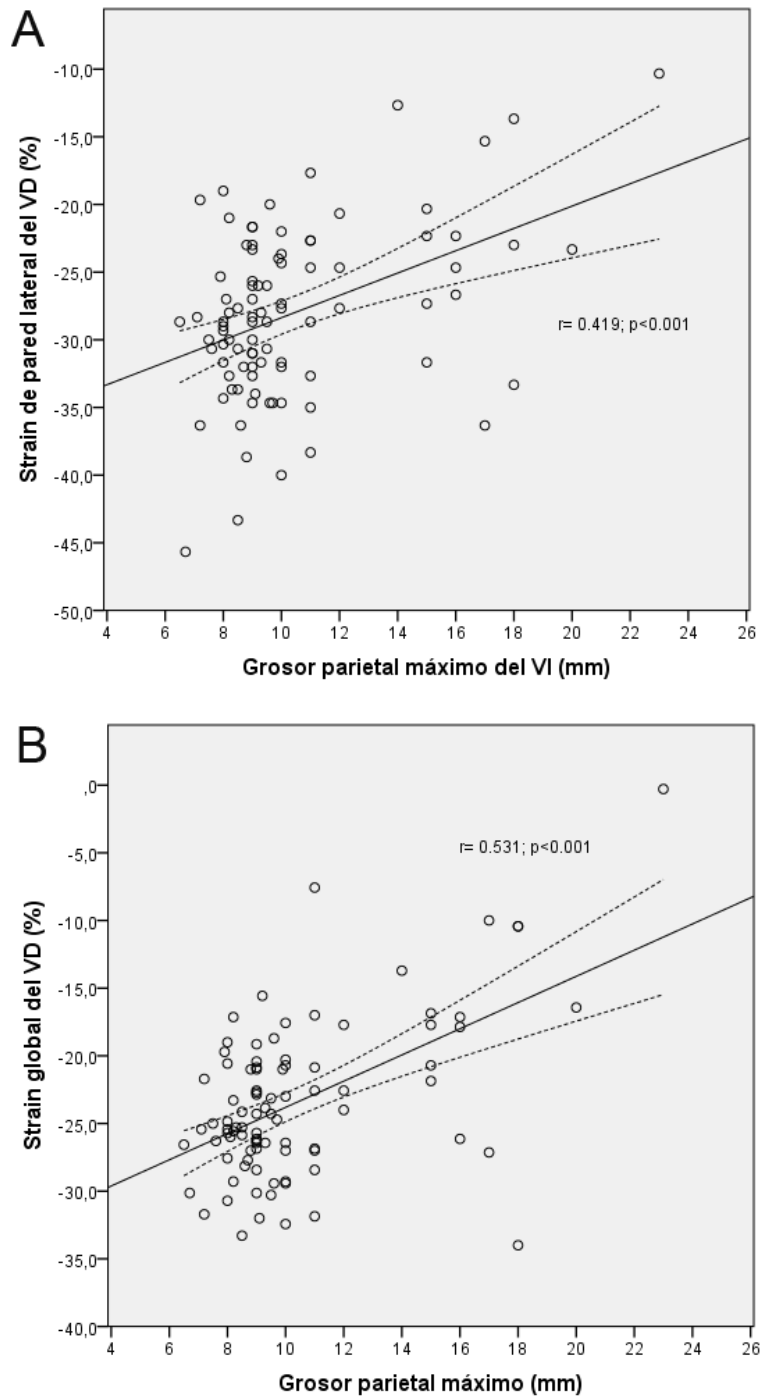 A
-10,0
-15,0
-20,0
-25,0
-30,0
-35,0
-40,0
-45,0
-50,0
Strain de pared lateral del VD (%)
r= 0.419; p<0.001
4 6 8 10 12 14 16 18 20 22 24 26
Grosor parietal máximo del VI (mm)
B
,0
-5,0
-10,0
-15,0
-20,0
-25,0
-30,0
-35,0
-40,0
Strain global del VD (%)
r= 0.531; p<0.001
4 6 8 10 12 14 16 18 20 22 24 26
Grosor parietal máximo (mm)